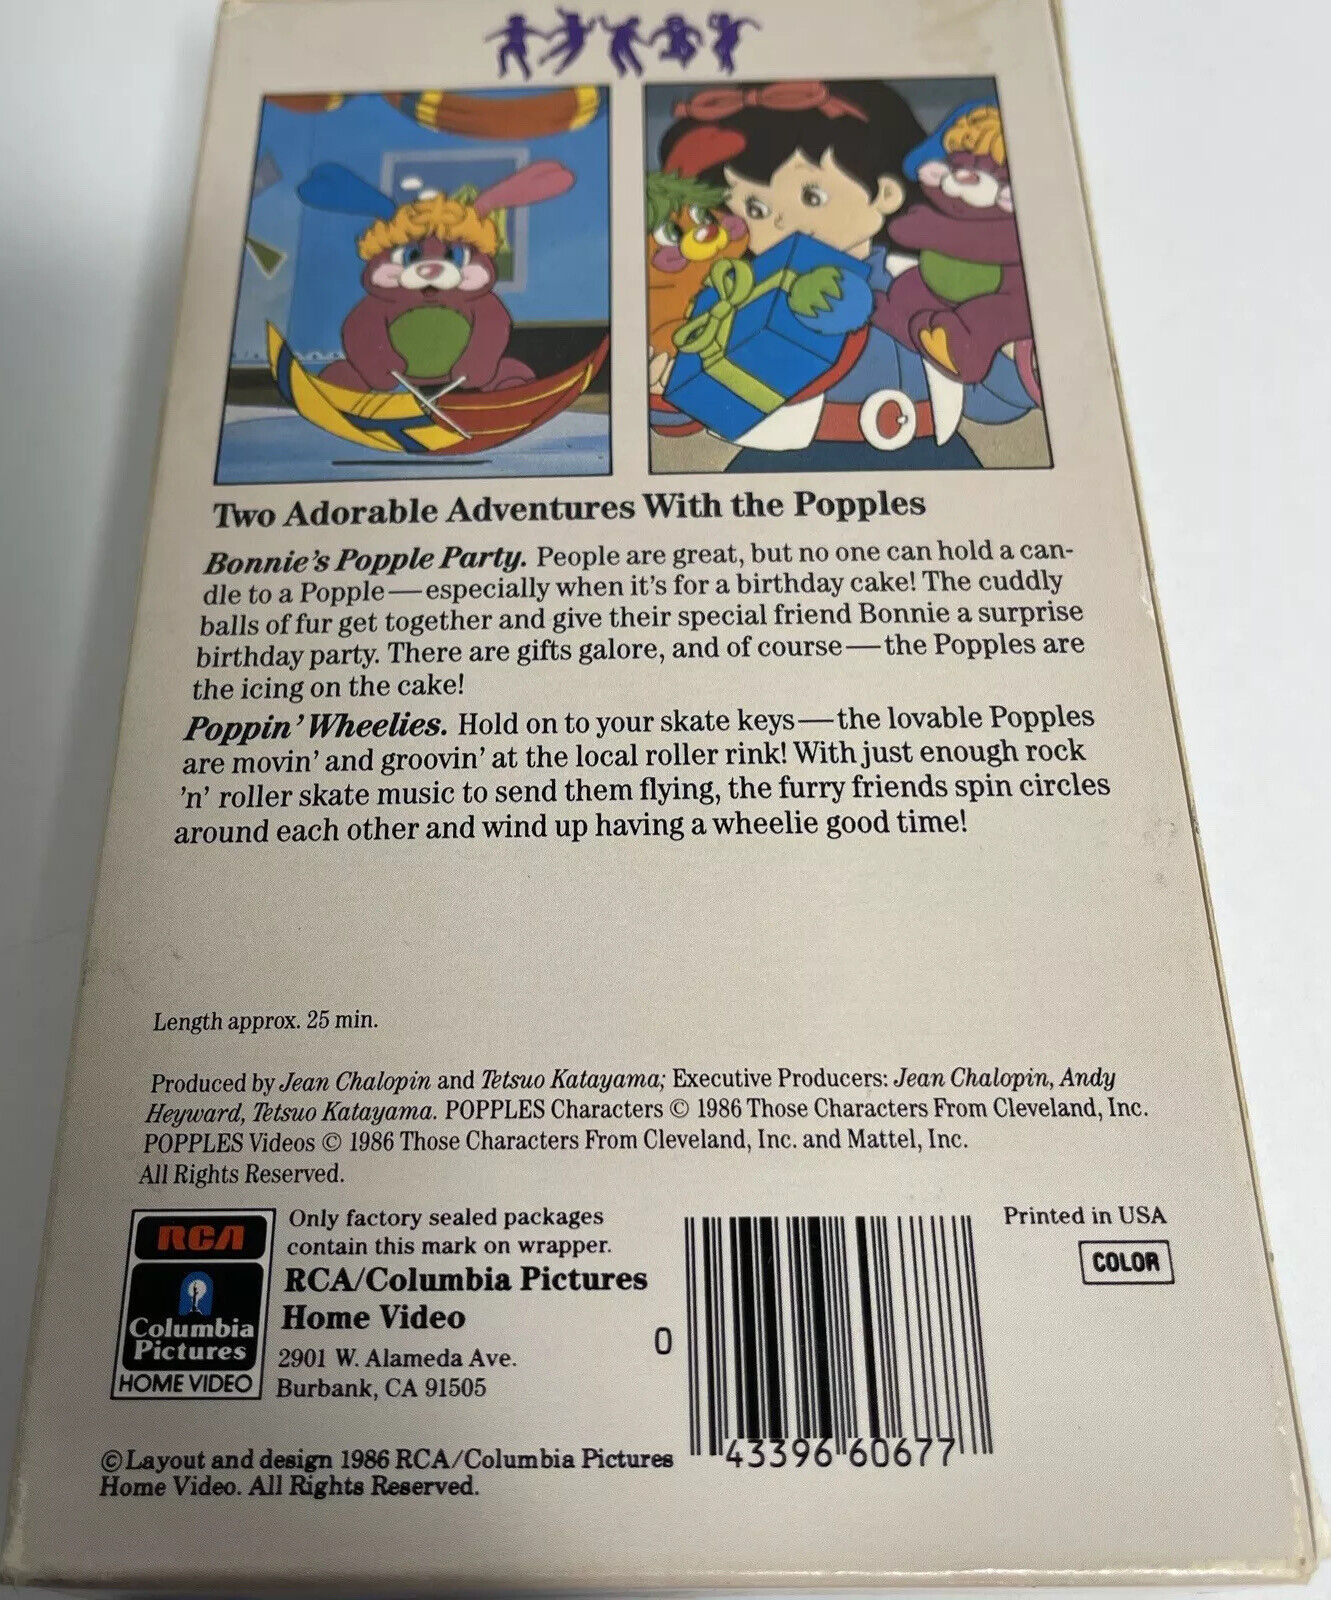 Two Adorable Adventures With the Popples
Bonnie's Popple Party. People are great, but no one can hold a can-
dle to a Popple—especially when it's for a birthday cake! The cuddly
balls of fur get together and give their special friend Bonnie a surprise
birthday party. There are gifts galore, and of course—the Popples are
the icing on the cake!
Poppin' Wheelies. Hold on to your skate keys—the lovable Popples
are movin' and groovin' at the local roller rink! With just enough rock
'n' roller skate music to send them flying, the furry friends spin circles
around each other and wind up having a wheelie good time!
Length approx. 25 min.
Produced by Jean Chalopin and Tetsuo Katayama; Executive Producers: Jean Chalopin, Andy
Heyward, Tetsuo Katayama. POPPLES Characters © 1986 Those Characters From Cleveland, Inc.
POPPLES Videos © 1986 Those Characters From Cleveland, Inc. and Mattel, Inc.
All Rights Reserved.
RCA
Columbia
Pictures
HOME VIDEO
Only factory sealed packages
contain this mark on wrapper.
RCA/Columbia Pictures
Home Video
2901 W. Alameda Ave.
Burbank, CA 91505
0
43396 60677
Printed in USA
COLOR
© Layout and design 1986 RCA/Columbia Pictures
Home Video. All Rights Reserved.